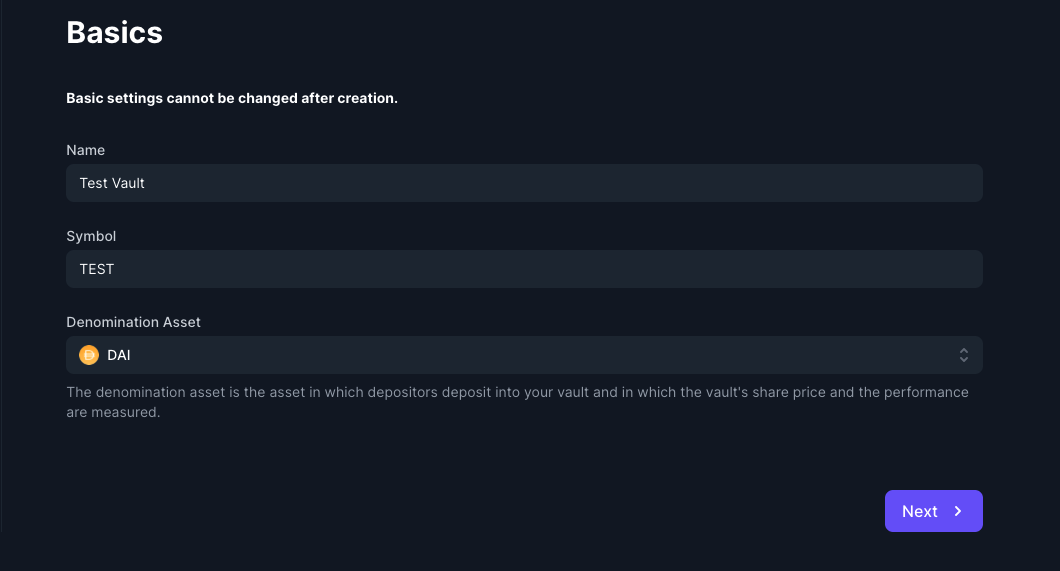 Basics
Basic settings cannot be changed after creation.
Name
Test Vault
Symbol
TEST
Denomination Asset
DAI
The denomination asset is the asset in which depositors deposit into your vault and in which the vault's share price and the performance
are measured.
Next